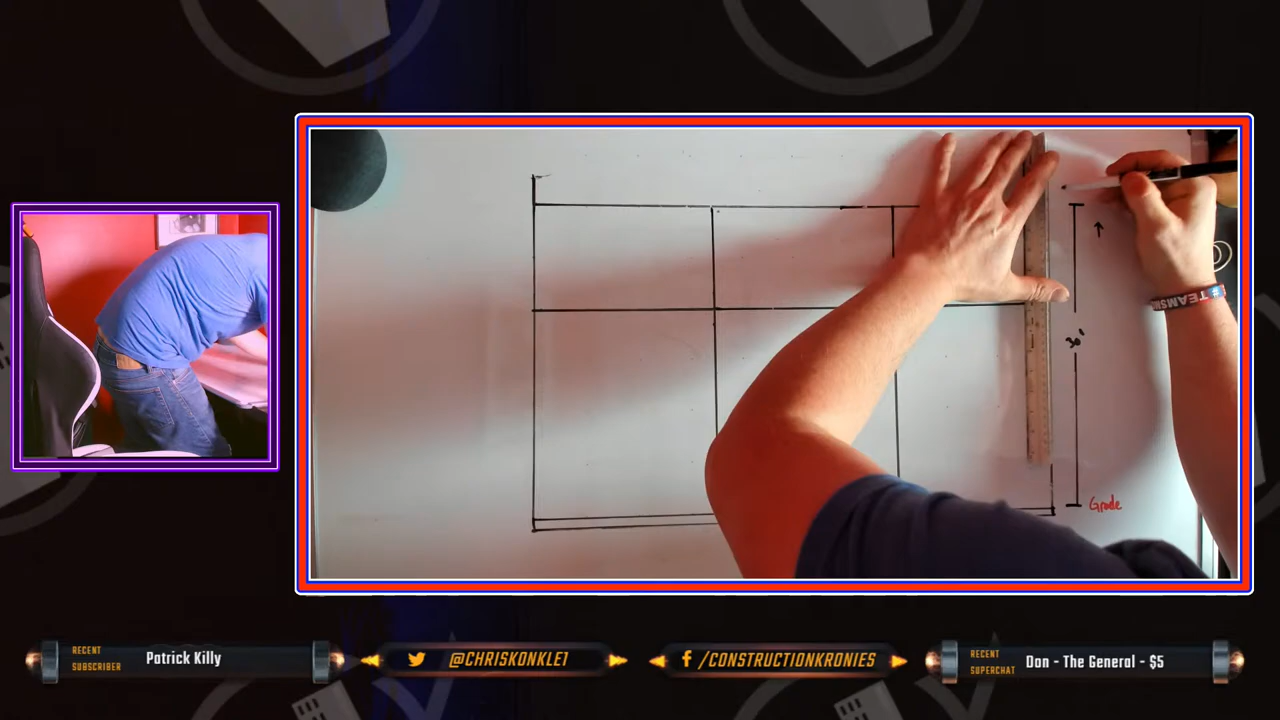 30'
Grade
TEAMS
RECENT
SUBSCRIBER
Patrick Killy
@CHRISKONKLE1
/CONSTRUCTIONKRONIES
RECENT
SUPERCHAT
Don - The General - $5